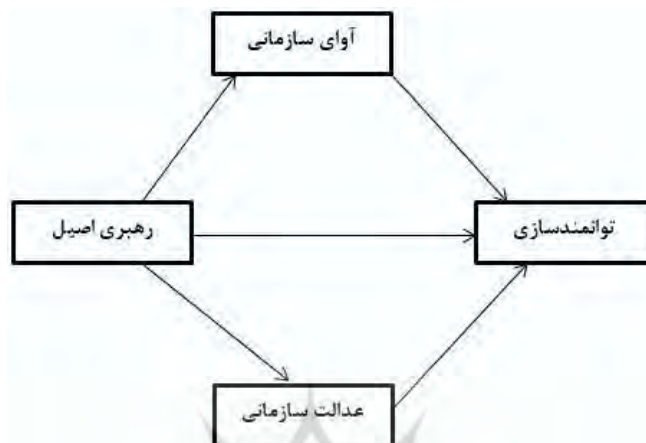 آوای سازمانی
رهبری اصیل
توانمندسازی
عدالت سازمانی